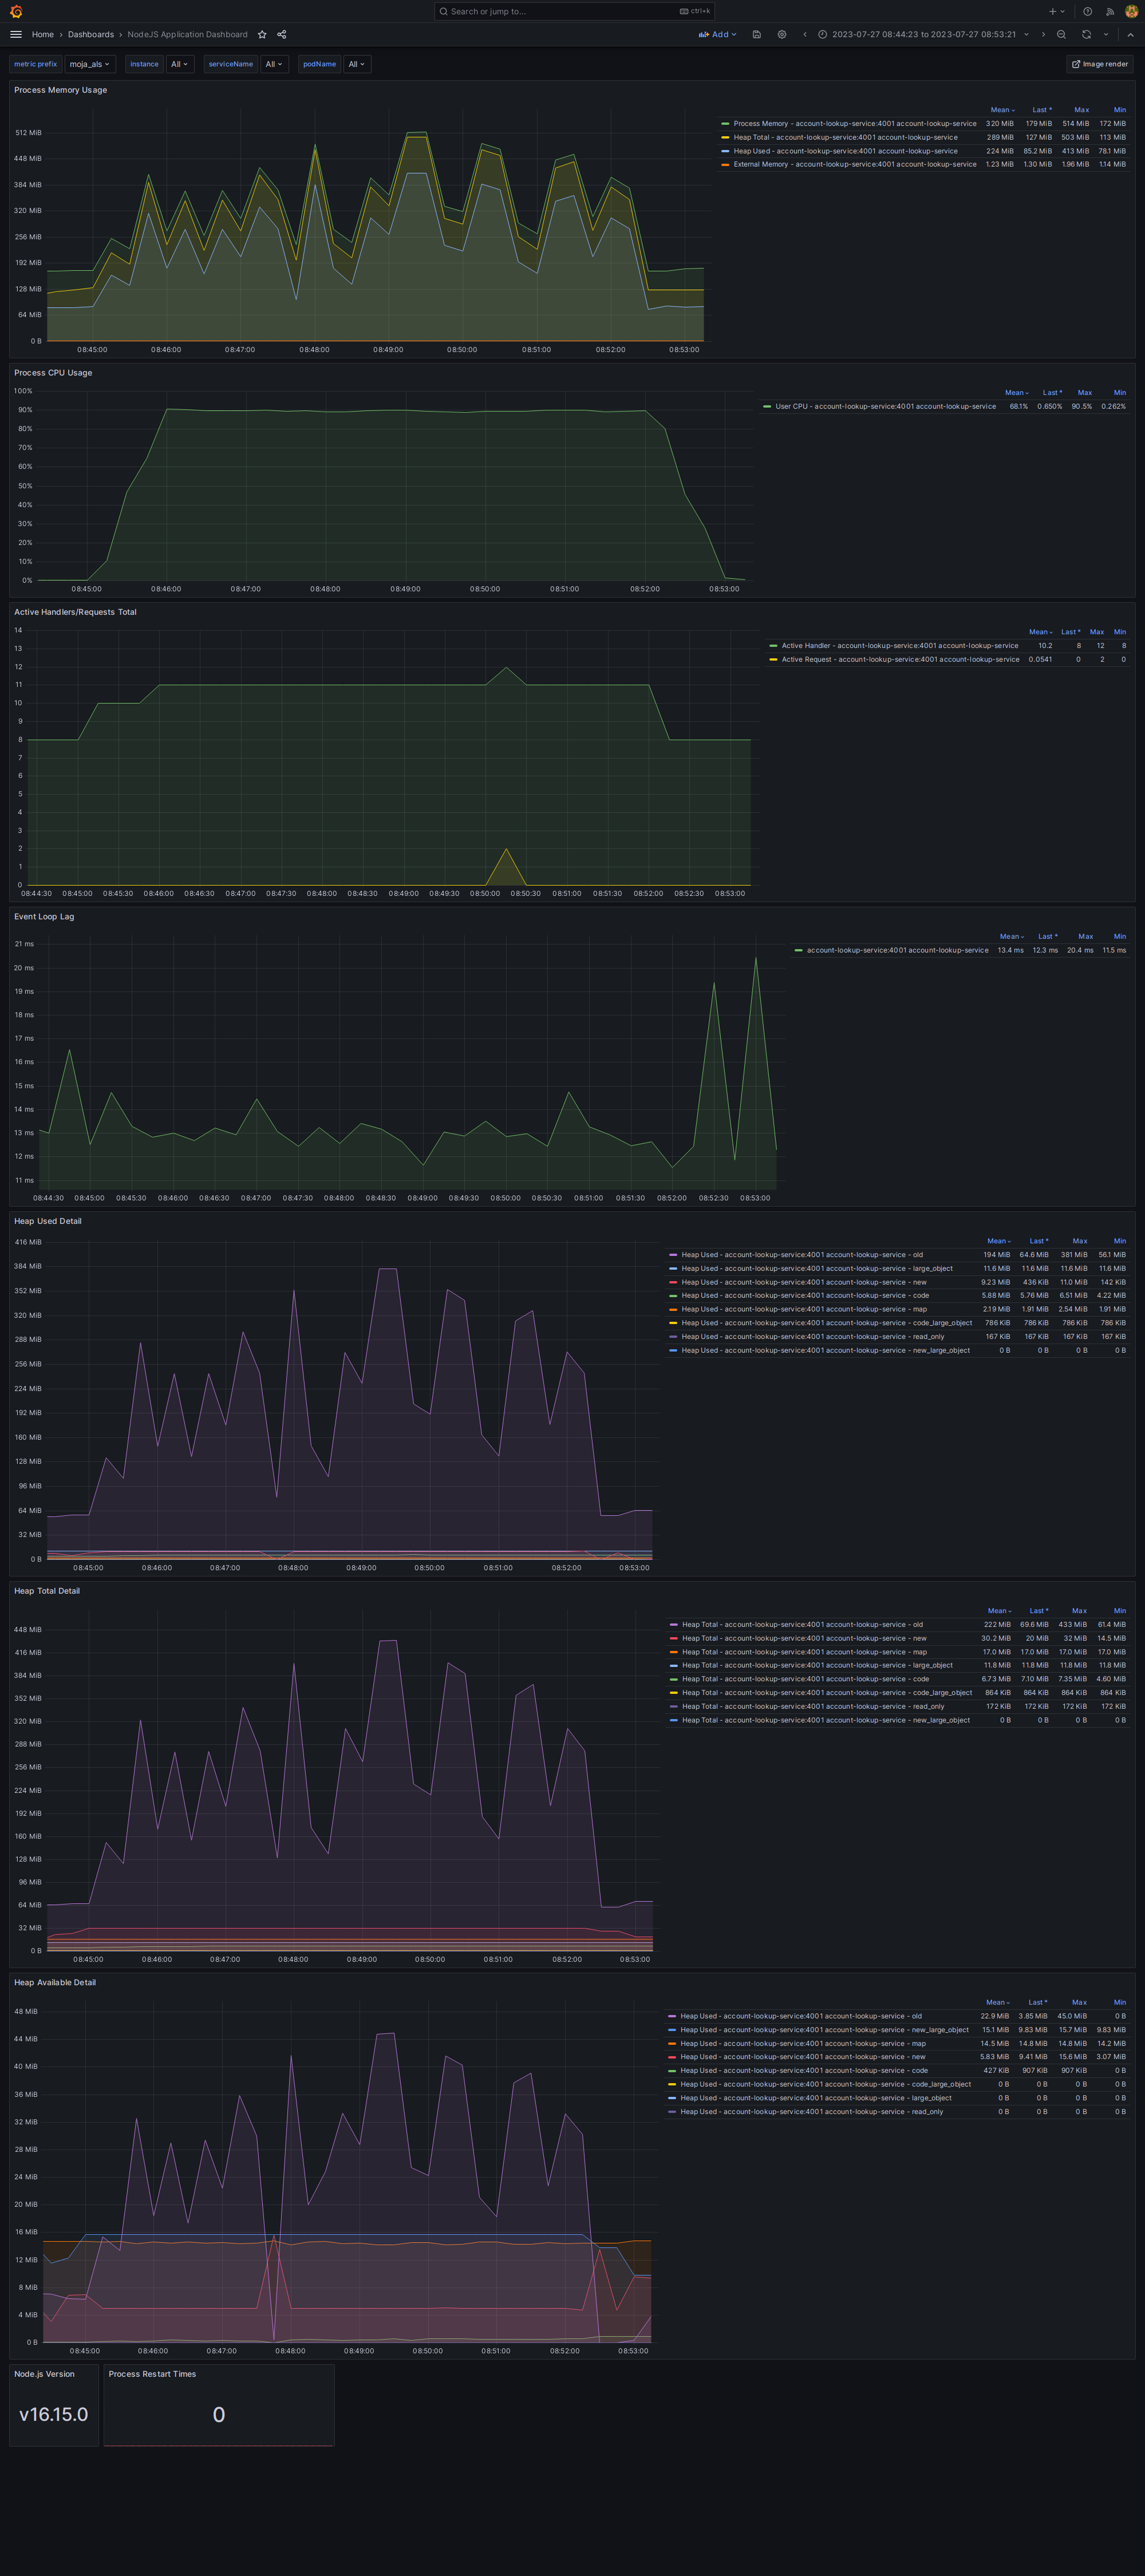 Search or jump to... ctrl+k
Home › Dashboards › NodeJS Application Dashboard Add 2023-07-27 08:44:23 to 2023-07-27 08:53:21
metric prefix moja_als instance All serviceName All podName All Image render
Process Memory Usage
Mean Last * Max Min
Process Memory - account-lookup-service:4001 account-lookup-service 320 MiB 179 MiB 514 MiB 172 MiB
Heap Total - account-lookup-service:4001 account-lookup-service 289 MiB 127 MiB 503 MiB 113 MiB
Heap Used - account-lookup-service:4001 account-lookup-service 224 MiB 85.2 MiB 413 MiB 78.1 MiB
External Memory - account-lookup-service:4001 account-lookup-service 1.23 MiB 1.30 MiB 1.96 MiB 1.14 MiB
512 MiB
448 MiB
384 MiB
320 MiB
256 MiB
192 MiB
128 MiB
64 MiB
0 B
08:45:00 08:46:00 08:47:00 08:48:00 08:49:00 08:50:00 08:51:00 08:52:00 08:53:00
Process CPU Usage
Mean Last * Max Min
User CPU - account-lookup-service:4001 account-lookup-service 68.1% 0.650% 90.5% 0.262%
100%
90%
80%
70%
60%
50%
40%
30%
20%
10%
0%
08:45:00 08:46:00 08:47:00 08:48:00 08:49:00 08:50:00 08:51:00 08:52:00 08:53:00
Active Handlers/Requests Total
Mean Last * Max Min
Active Handler - account-lookup-service:4001 account-lookup-service 10.2 8 12 8
Active Request - account-lookup-service:4001 account-lookup-service 0.0541 0 2 0
14
13
12
11
10
9
8
7
6
5
4
3
2
1
0
08:44:30 08:45:00 08:45:30 08:46:00 08:46:30 08:47:00 08:47:30 08:48:00 08:48:30 08:49:00 08:49:30 08:50:00 08:50:30 08:51:00 08:51:30 08:52:00 08:52:30 08:53:00
Event Loop Lag
Mean Last * Max Min
account-lookup-service:4001 account-lookup-service 13.4 ms 12.3 ms 20.4 ms 11.5 ms
21 ms
20 ms
19 ms
18 ms
17 ms
16 ms
15 ms
14 ms
13 ms
12 ms
11 ms
08:44:30 08:45:00 08:45:30 08:46:00 08:46:30 08:47:00 08:47:30 08:48:00 08:48:30 08:49:00 08:49:30 08:50:00 08:50:30 08:51:00 08:51:30 08:52:00 08:52:30 08:53:00
Heap Used Detail
Mean Last * Max Min
Heap Used - account-lookup-service:4001 account-lookup-service - old 194 MiB 64.6 MiB 381 MiB 56.1 MiB
Heap Used - account-lookup-service:4001 account-lookup-service - large_object 11.6 MiB 11.6 MiB 11.6 MiB 11.6 MiB
Heap Used - account-lookup-service:4001 account-lookup-service - new 9.23 MiB 436 KiB 11.0 MiB 142 KiB
Heap Used - account-lookup-service:4001 account-lookup-service - code 5.88 MiB 5.76 MiB 6.51 MiB 4.22 MiB
Heap Used - account-lookup-service:4001 account-lookup-service - map 2.19 MiB 1.91 MiB 2.54 MiB 1.91 MiB
Heap Used - account-lookup-service:4001 account-lookup-service - code_large_object 786 KiB 786 KiB 786 KiB 786 KiB
Heap Used - account-lookup-service:4001 account-lookup-service - read_only 167 KiB 167 KiB 167 KiB 167 KiB
Heap Used - account-lookup-service:4001 account-lookup-service - new_large_object 0 B 0 B 0 B 0 B
416 MiB
384 MiB
352 MiB
320 MiB
288 MiB
256 MiB
224 MiB
192 MiB
160 MiB
128 MiB
96 MiB
64 MiB
32 MiB
0 B
08:45:00 08:46:00 08:47:00 08:48:00 08:49:00 08:50:00 08:51:00 08:52:00 08:53:00
Heap Total Detail
Mean Last * Max Min
Heap Total - account-lookup-service:4001 account-lookup-service - old 222 MiB 69.6 MiB 433 MiB 61.4 MiB
Heap Total - account-lookup-service:4001 account-lookup-service - new 30.2 MiB 20 MiB 32 MiB 14.5 MiB
Heap Total - account-lookup-service:4001 account-lookup-service - map 17.0 MiB 17.0 MiB 17.0 MiB 17.0 MiB
Heap Total - account-lookup-service:4001 account-lookup-service - large_object 11.8 MiB 11.8 MiB 11.8 MiB 11.8 MiB
Heap Total - account-lookup-service:4001 account-lookup-service - code 6.73 MiB 7.10 MiB 7.35 MiB 4.60 MiB
Heap Total - account-lookup-service:4001 account-lookup-service - code_large_object 864 KiB 864 KiB 864 KiB 864 KiB
Heap Total - account-lookup-service:4001 account-lookup-service - read_only 172 KiB 172 KiB 172 KiB 172 KiB
Heap Total - account-lookup-service:4001 account-lookup-service - new_large_object 0 B 0 B 0 B 0 B
448 MiB
416 MiB
384 MiB
352 MiB
320 MiB
288 MiB
256 MiB
224 MiB
192 MiB
160 MiB
128 MiB
96 MiB
64 MiB
32 MiB
0 B
08:45:00 08:46:00 08:47:00 08:48:00 08:49:00 08:50:00 08:51:00 08:52:00 08:53:00
Heap Available Detail
Mean Last * Max Min
Heap Used - account-lookup-service:4001 account-lookup-service - old 22.9 MiB 3.85 MiB 45.0 MiB 0 B
Heap Used - account-lookup-service:4001 account-lookup-service - new_large_object 15.1 MiB 9.83 MiB 15.7 MiB 9.83 MiB
Heap Used - account-lookup-service:4001 account-lookup-service - map 14.5 MiB 14.8 MiB 14.8 MiB 14.2 MiB
Heap Used - account-lookup-service:4001 account-lookup-service - new 5.83 MiB 9.41 MiB 15.6 MiB 3.07 MiB
Heap Used - account-lookup-service:4001 account-lookup-service - code 427 KiB 907 KiB 907 KiB 0 B
Heap Used - account-lookup-service:4001 account-lookup-service - code_large_object 0 B 0 B 0 B 0 B
Heap Used - account-lookup-service:4001 account-lookup-service - large_object 0 B 0 B 0 B 0 B
Heap Used - account-lookup-service:4001 account-lookup-service - read_only 0 B 0 B 0 B 0 B
48 MiB
44 MiB
40 MiB
36 MiB
32 MiB
28 MiB
24 MiB
20 MiB
16 MiB
12 MiB
8 MiB
4 MiB
0 B
08:45:00 08:46:00 08:47:00 08:48:00 08:49:00 08:50:00 08:51:00 08:52:00 08:53:00
Node.js Version Process Restart Times
v16.15.0 0